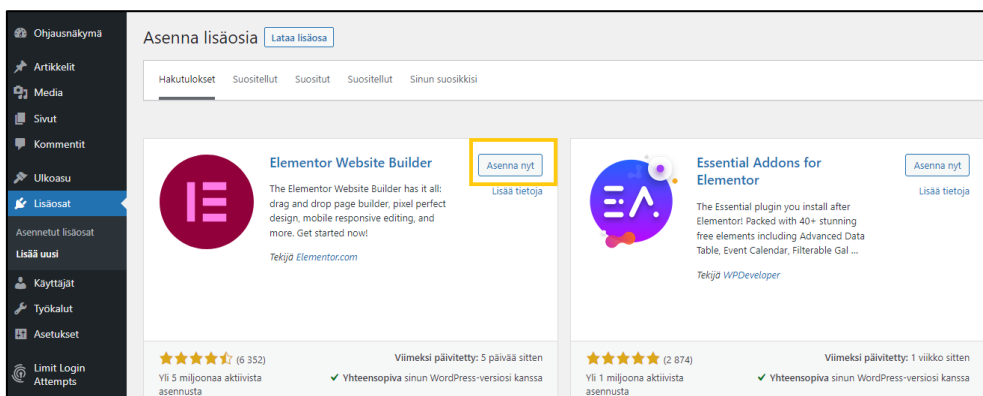 Ohjausnäkymä
Artikkelit
Media
Sivut
Kommentit
Ulkoasu
Lisäosat
Asennetut lisäosat
Lisää uusi
Käyttäjät
Työkalut
Asetukset
Limit Login
Attempts
Asenna lisäosia
Lataa lisäosa
Hakutulokset Suositellut Suositut Suositellut Sinun suosikkisi
Elementor Website Builder
Asenna nyt
Lisää tietoja
The Elementor Website Builder has it all:
drag and drop page builder, pixel perfect
design, mobile responsive editing, and
more. Get started now!
Tekijä Elementor.com
(6 352)
Yli 5 miljoonaa aktiivista
asennusta
Viimeksi päivitetty: 5 päivää sitten
✓ Yhteensopiva sinun WordPress-versiosi kanssa
Essential Addons for
Elementor
Asenna nyt
Lisää tietoja
The Essential plugin you install after
Elementor! Packed with 40+ stunning
free elements including Advanced Data
Table, Event Calendar, Filterable Gal ...
Tekijä WPDeveloper
(2 874)
Yli 1 miljoona aktiivista
asennusta
Viimeksi päivitetty: 1 viikko sitten
✓ Yhteensopiva sinun WordPress-versiosi kanssa